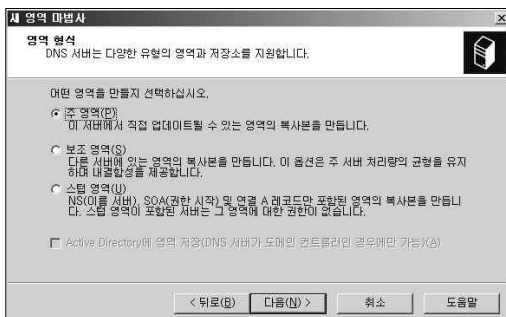 새 영역 마법사
영역 형식
DNS 서버는 다양한 유형의 영역과 저장소를 지원합니다.
어떤 영역을 만들지 선택하십시오.
주 영역(P)
이 서버에서 직접 업데이트될 수 있는 영역의 복사본을 만듭니다.
보조 영역(S)
다른 서버에 있는 영역의 복사본을 만듭니다. 이 옵션은 주 서버 처리량의 균형을 유지
하며 내결함성을 제공합니다.
스텁 영역(U)
NS(이름 서버), SOA(권한 시작) 및 연결 A 레코드만 포함된 영역의 복사본을 만듭니
다. 스텁 영역이 포함된 서버는 그 영역에 대한 권한이 없습니다.
Active Directory에 영역 저장(DNS 서버가 도메인 컨트롤러인 경우에만 가능)(A)
< 뒤로(B) 다음(N) > 취소 도움말